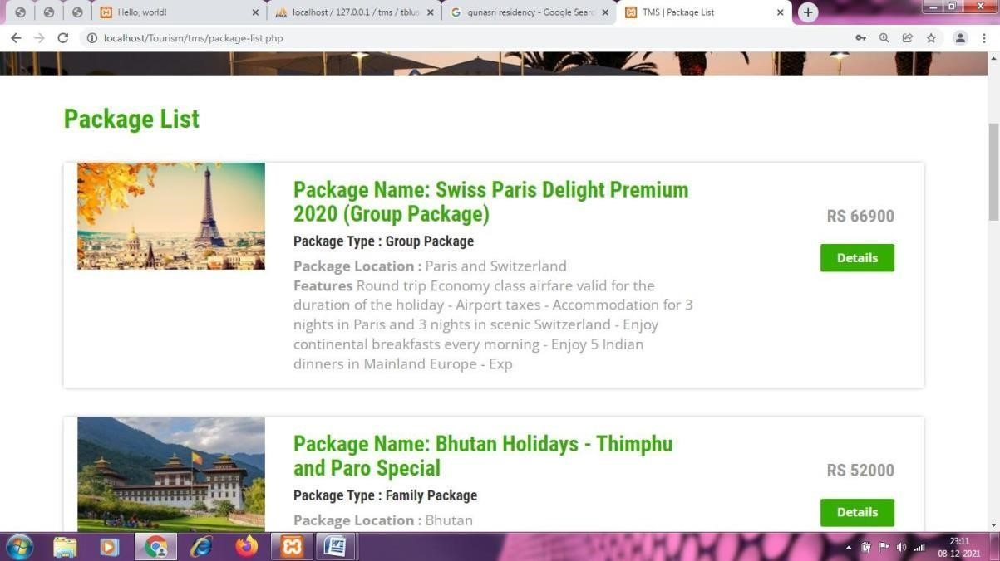 Hello, world!
localhost / 127.0.0.1 / tms / tblus
gunasri residency - Google Searc
TMS | Package List
localhost/Tourism/tms/package-list.php
Package List
Package Name: Swiss Paris Delight Premium
2020 (Group Package)
RS 66900
Package Type : Group Package
Details
Package Location : Paris and Switzerland
Features Round trip Economy class airfare valid for the
duration of the holiday - Airport taxes - Accommodation for 3
nights in Paris and 3 nights in scenic Switzerland - Enjoy
continental breakfasts every morning - Enjoy 5 Indian
dinners in Mainland Europe - Exp
Package Name: Bhutan Holidays - Thimphu
and Paro Special
RS 52000
Package Type : Family Package
Details
Package Location : Bhutan
23:11
08-12-2021